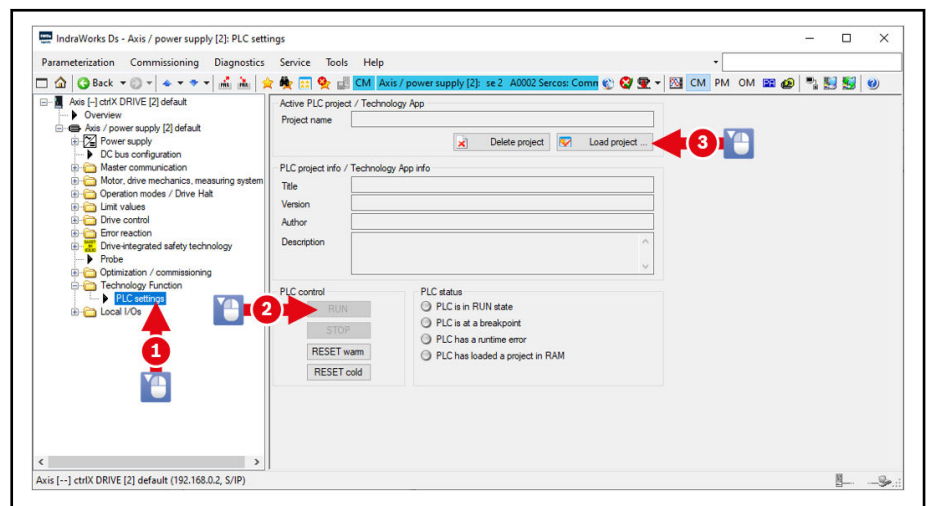 IndraWorks Ds - Axis / power supply [2]: PLC settings
Parameterization Commissioning Diagnostics Service Tools Help
Back CM Axis / power supply [2]: se 2 A0002 Sercos: Comm CM PM OM
Axis [-] ctrlX DRIVE [2] default
Overview
Axis / power supply [2] default
Power supply
DC bus configuration
Master communication
Motor, drive mechanics, measuring system
Operation modes / Drive Halt
Limit values
Drive control
Error reaction
Drive-integrated safety technology
Probe
Optimization / commissioning
Technology Function
PLC settings
Local I/Os
1
Active PLC project / Technology App
Project name
Delete project Load project ... 3
PLC project info / Technology App info
Title
Version
Author
Description
PLC control
2 RUN
STOP
RESET warm
RESET cold
PLC status
PLC is in RUN state
PLC is at a breakpoint
PLC has a runtime error
PLC has loaded a project in RAM
Axis [--] ctrlX DRIVE [2] default (192.168.0.2, S/IP)